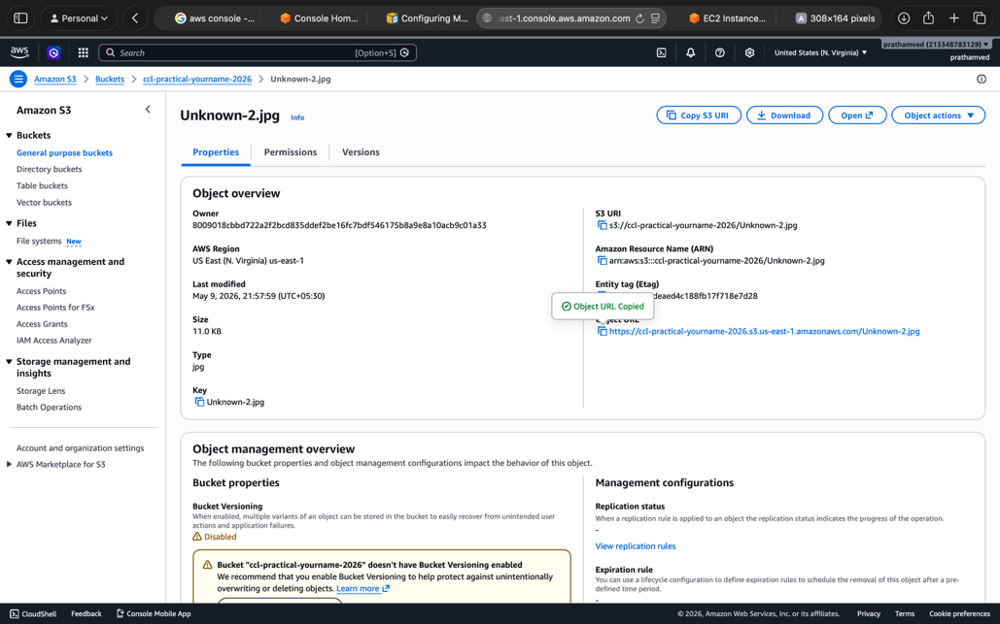 Personal
aws console -...
Console Hom...
Configuring M...
ast-1.console.aws.amazon.com
EC2 Instance...
A 308×164 pixels
aws
Search
[Option+S]
United States (N. Virginia)
prathamved (213348783129)
prathamved
Amazon S3
Buckets
ccl-practical-yourname-2026
Unknown-2.jpg
Amazon S3
Buckets
General purpose buckets
Directory buckets
Table buckets
Vector buckets
Files
File systems New
Access management and
security
Access Points
Access Points for FSx
Access Grants
IAM Access Analyzer
Storage management and
insights
Storage Lens
Batch Operations
Account and organization settings
AWS Marketplace for S3
Unknown-2.jpg Info
Copy S3 URI
Download
Open
Object actions
Properties
Permissions
Versions
Object overview
Owner
8009018cbbd722a2f2bcd835ddef2be16fc7bdf546175b8a9e8a10acb9c01a33
AWS Region
US East (N. Virginia) us-east-1
Last modified
May 9, 2026, 21:57:59 (UTC+05:30)
Size
11.0 KB
Type
jpg
Key
Unknown-2.jpg
S3 URI
s3://ccl-practical-yourname-2026/Unknown-2.jpg
Amazon Resource Name (ARN)
arn:aws:s3:::ccl-practical-yourname-2026/Unknown-2.jpg
Entity tag (Etag)
deaed4c188fb17f718e7d28
Object URL Copied
https://ccl-practical-yourname-2026.s3.us-east-1.amazonaws.com/Unknown-2.jpg
Object management overview
The following bucket properties and object management configurations impact the behavior of this object.
Bucket properties
Bucket Versioning
When enabled, multiple variants of an object can be stored in the bucket to easily recover from unintended user
actions and application failures.
Disabled
Bucket "ccl-practical-yourname-2026" doesn't have Bucket Versioning enabled
We recommend that you enable Bucket Versioning to help protect against unintentionally
overwriting or deleting objects. Learn more
Management configurations
Replication status
When a replication rule is applied to an object the replication status indicates the progress of the operation.
-
View replication rules
Expiration rule
You can use a lifecycle configuration to define expiration rules to schedule the removal of this object after a pre-
defined time period.
-
CloudShell
Feedback
Console Mobile App
© 2026, Amazon Web Services, Inc. or its affiliates.
Privacy
Terms
Cookie preferences